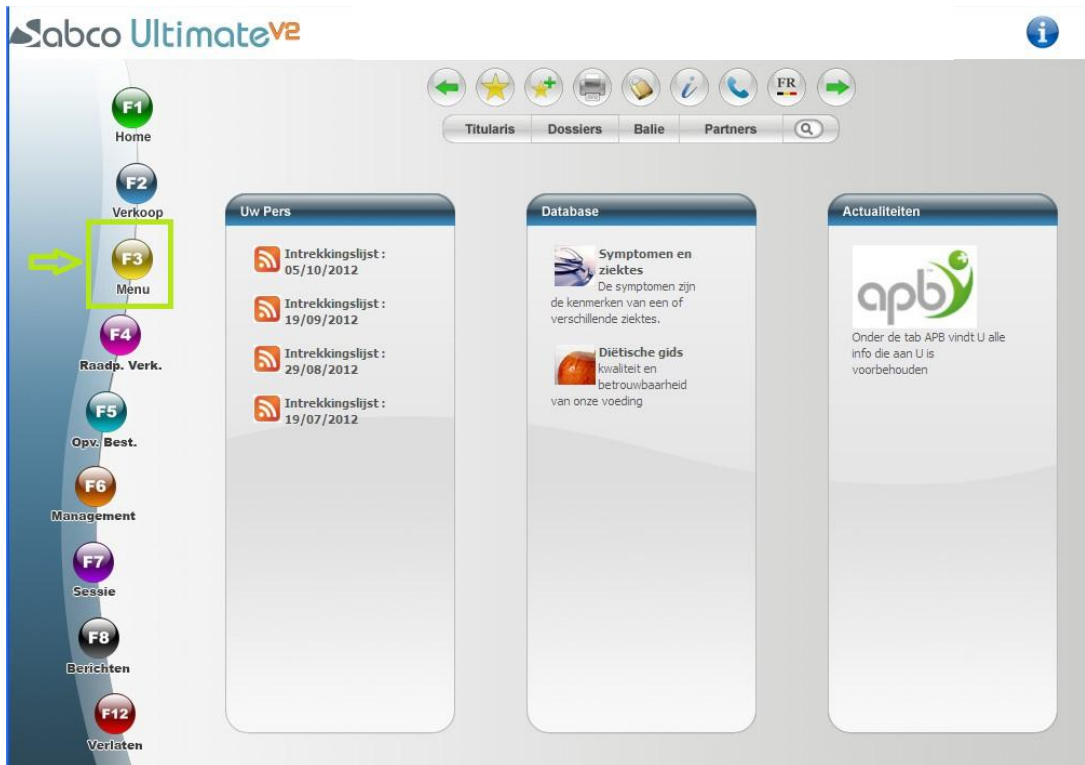 Sabco Ultimate V2
i
F1
Home
F2
Verkoop
F3
Menu
F4
Raadp. Verk.
F5
Opv. Best.
F6
Management
F7
Sessie
F8
Berichten
F12
Verlaten
i
FR
Titularis Dossiers Balie Partners
Uw Pers
Intrekkingslijst :
05/10/2012
Intrekkingslijst :
19/09/2012
Intrekkingslijst :
29/08/2012
Intrekkingslijst :
19/07/2012
Database
Symptomen en
ziektes
De symptomen zijn
de kenmerken van een of
verschillende ziektes.
Diëtische gids
kwaliteit en
betrouwbaarheid
van onze voeding
Actualiteiten
apb
Onder de tab APB vindt U alle
info die aan U is
voorbehouden